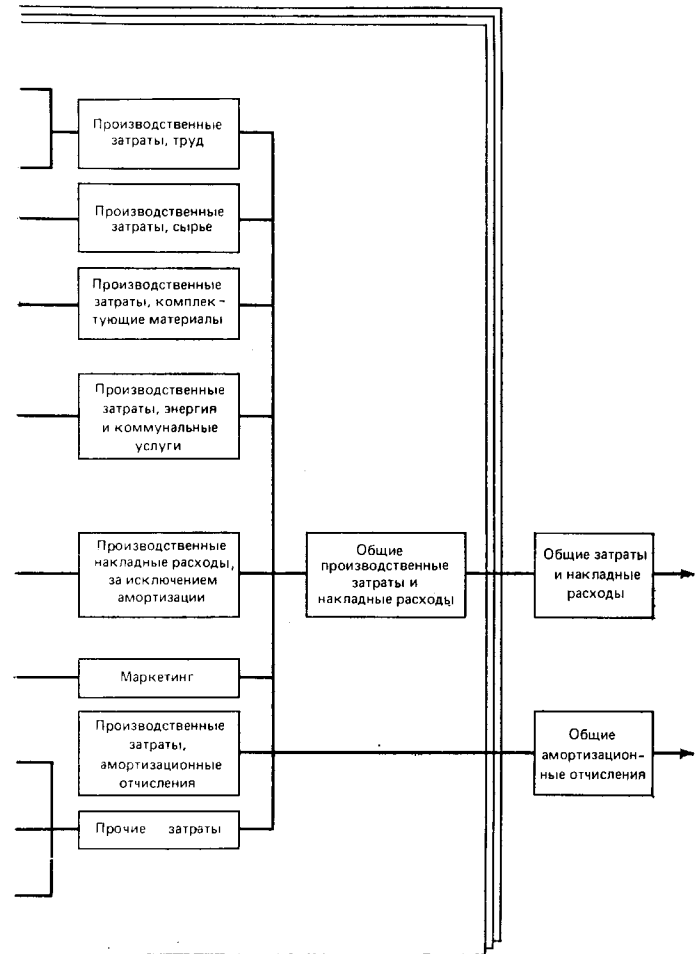 Производственные
затраты, труд
Производственные
затраты, сырье
Производственные
затраты, комплек-
тующие материалы
Производственные
затраты, энергия
и коммунальные
услуги
Производственные
накладные расходы,
за исключением
амортизации
Общие
производственные
затраты и
накладные расходы
Общие затраты
и накладные
расходы
Маркетинг
Производственные
затраты,
амортизационные
отчисления
Общие
амортизацион-
ные отчисления
Прочие затраты